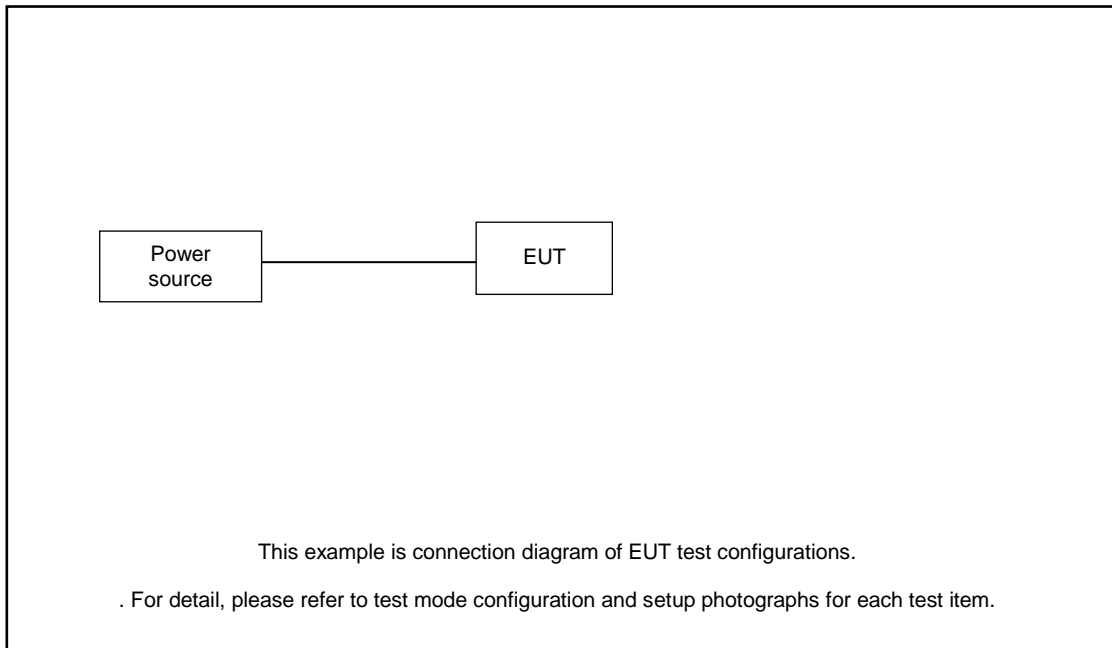 Power
source
EUT
This example is connection diagram of EUT test configurations.
. For detail, please refer to test mode configuration and setup photographs for each test item.